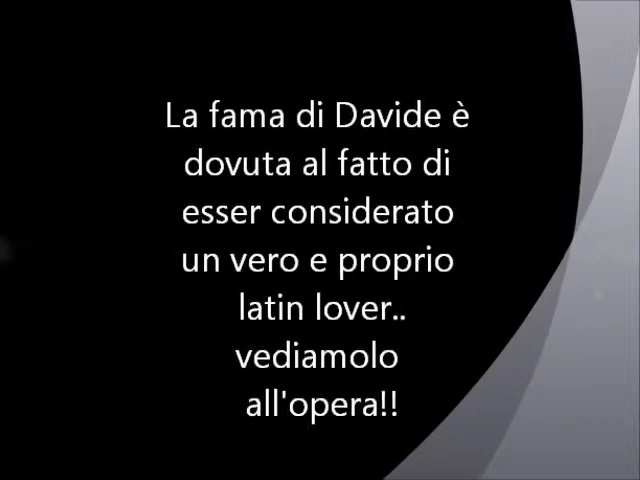 La fama di Davide è
dovuta al fatto di
esser considerato
un vero e proprio
latin lover..
vediamolo
all'opera!!